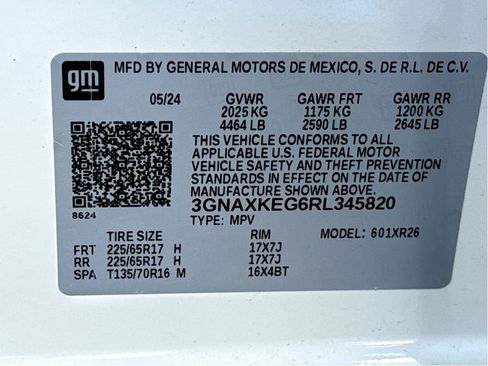 gm MFD BY GENERAL MOTORS DE MEXICO, S. DE R.L. DE C.V.
05/24 GVWR GAWR FRT GAWR RR
2025 KG 1175 KG 1200 KG
4464 LB 2590 LB 2645 LB
THIS VEHICLE CONFORMS TO ALL
APPLICABLE U.S. FEDERAL MOTOR
VEHICLE SAFETY AND THEFT PREVENTION
STANDARDS IN EFFECT ON THE DATE OF
MANUFACTURE SHOWN ABOVE.
3GNAXKEG6RL345820
8624 TYPE: MPV
TIRE SIZE RIM MODEL: 601XR26
FRT 225/65R17 H 17X7J
RR 225/65R17 H 17X7J
SPA T135/70R16 M 16X4BT